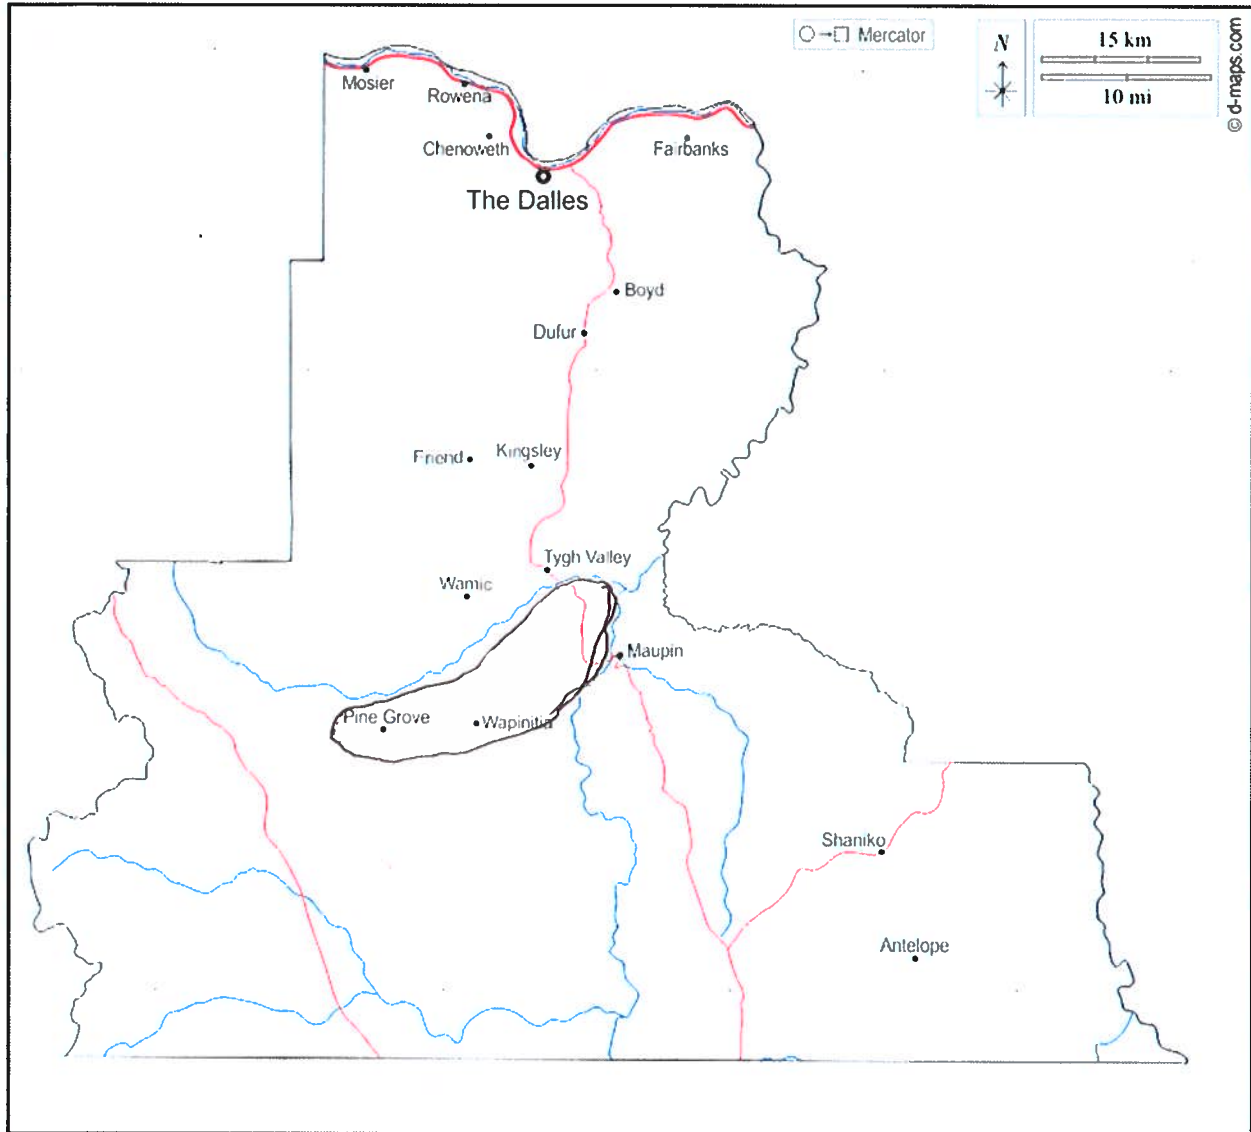 Mercator
N
15 km
10 mi
© d-maps.com
Mosier
Rowena
Chenoweth
Fairbanks
The Dalles
Boyd
Dufur
Friend
Kingsley
Tygh Valley
Wamic
Maupin
Pine Grove
Wapinitia
Shaniko
Antelope